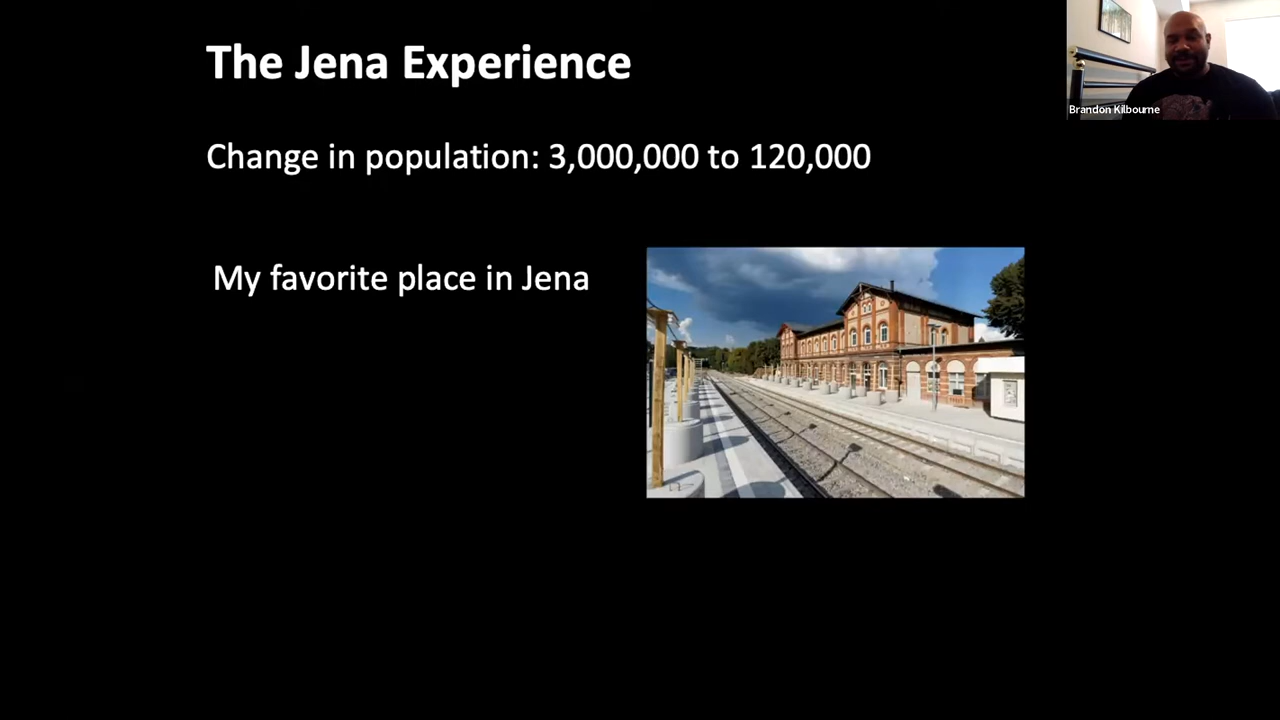 The Jena Experience
Brandon Kilbourne
Change in population: 3,000,000 to 120,000
My favorite place in Jena